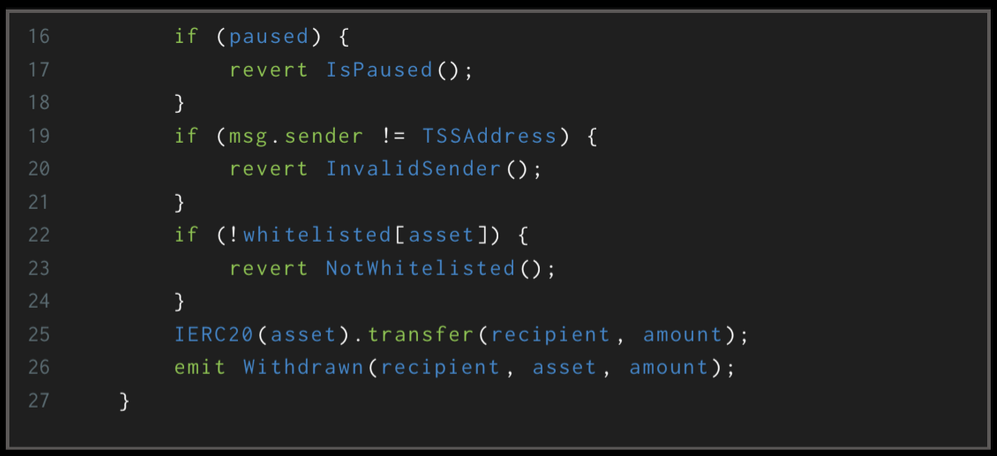 16 if (paused) {
17 revert IsPaused();
18 }
19 if (msg.sender != TSSAddress) {
20 revert InvalidSender();
21 }
22 if (!whitelisted[asset]) {
23 revert NotWhitelisted();
24 }
25 IERC20(asset).transfer(recipient, amount);
26 emit Withdrawn(recipient, asset, amount);
27 }